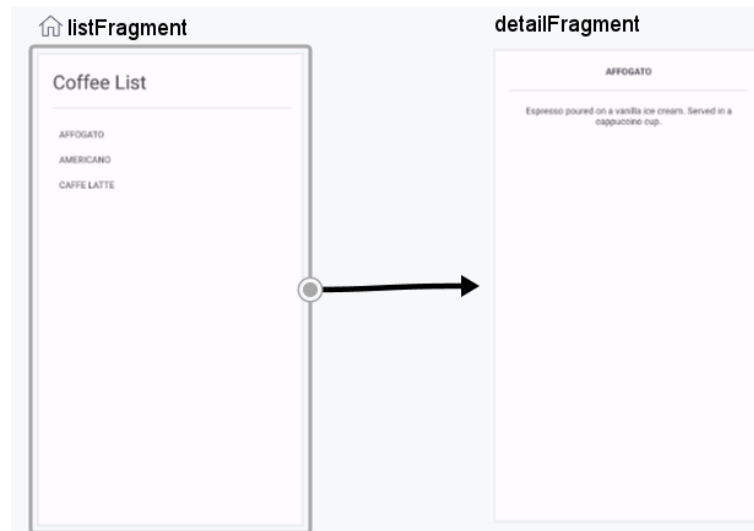 listFragment
Coffee List
AFFOGATO
AMERICANO
CAFFE LATTE
detailFragment
AFFOGATO
Espresso poured on a vanilla ice cream. Served in a
cappuccino cup.